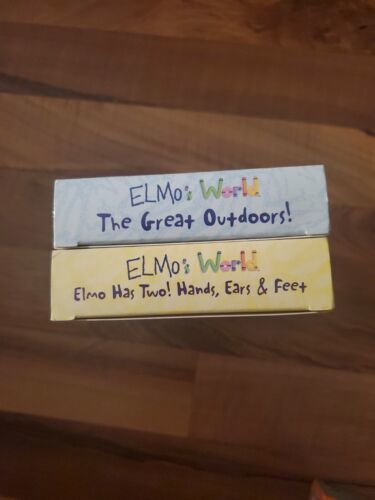 ELMo's World
The Great Outdoors!
ELMo's World
Elmo Has Two! Hands, Ears & Feet